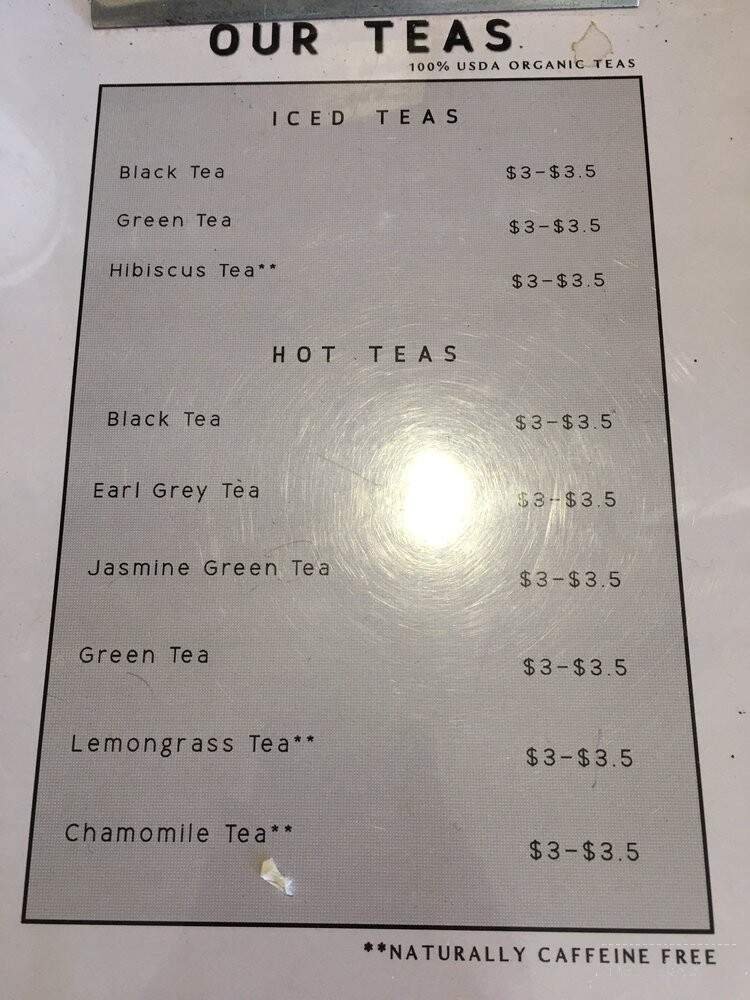 OUR TEAS
100% USDA ORGANIC TEAS
ICED TEAS
Black Tea $3-$3.5
Green Tea $3-$3.5
Hibiscus Tea** $3-$3.5
HOT TEAS
Black Tea $3-$3.5
Earl Grey Tea $3-$3.5
Jasmine Green Tea $3-$3.5
Green Tea $3-$3.5
Lemongrass Tea** $3-$3.5
Chamomile Tea** $3-$3.5
**NATURALLY CAFFEINE FREE